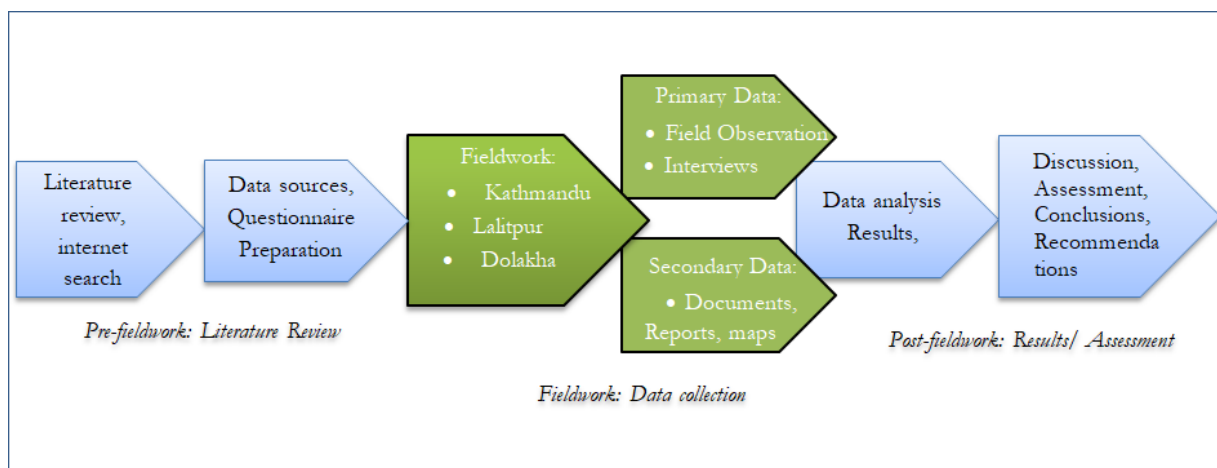 Literature
review,
internet
search
Data sources,
Questionnaire
Preparation
Fieldwork:
• Kathmandu
• Lalitpur
• Dolakha
Primary Data:
• Field Observation
• Interviews
Secondary Data:
• Documents,
Reports, maps
Data analysis
Results,
Discussion,
Assessment,
Conclusions,
Recommenda
tions
Pre-fieldwork: Literature Review
Fieldwork: Data collection
Post-fieldwork: Results/ Assessment